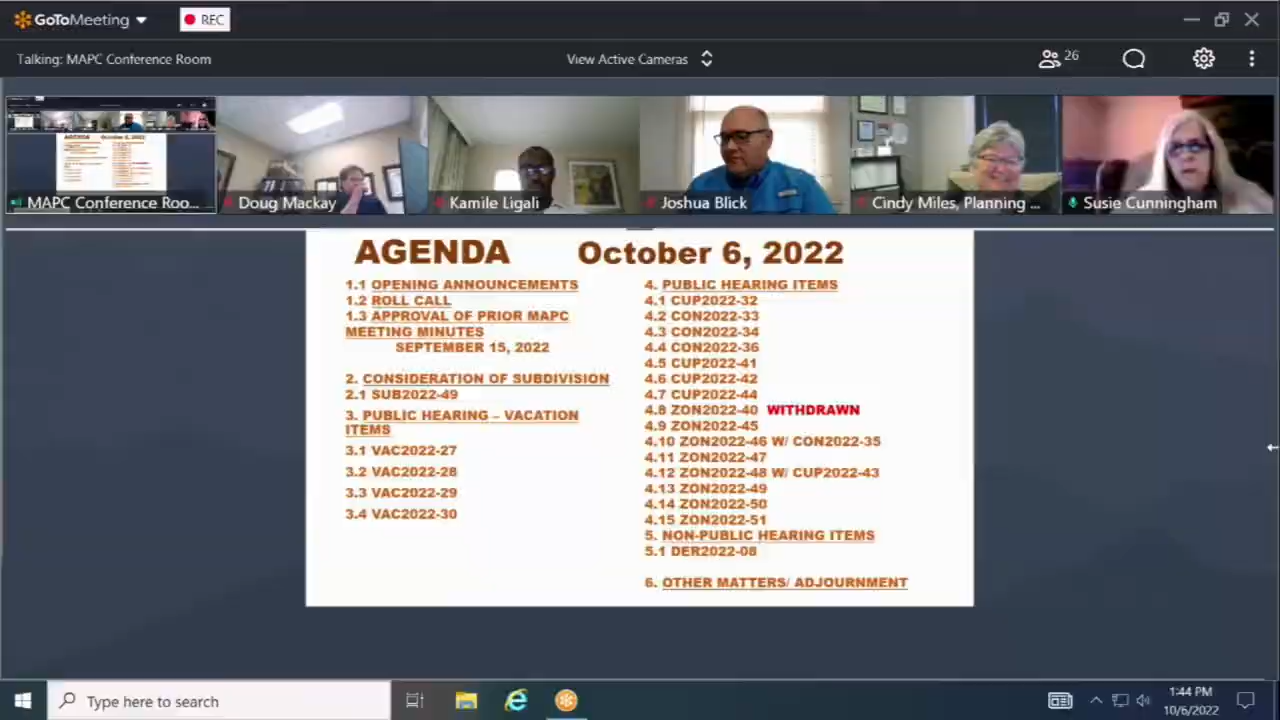 GoToMeeting
REC
Talking: MAPC Conference Room
View Active Cameras
26
MAPC Conference Roo...
Doug Mackay
Kamile Ligali
Joshua Blick
Cindy Miles, Planning ...
Susie Cunningham
AGENDA October 6, 2022
1.1 OPENING ANNOUNCEMENTS
1.2 ROLL CALL
1.3 APPROVAL OF PRIOR MAPC
MEETING MINUTES
SEPTEMBER 15, 2022
2. CONSIDERATION OF SUBDIVISION
2.1 SUB2022-49
3. PUBLIC HEARING – VACATION
ITEMS
3.1 VAC2022-27
3.2 VAC2022-28
3.3 VAC2022-29
3.4 VAC2022-30
4. PUBLIC HEARING ITEMS
4.1 CUP2022-32
4.2 CON2022-33
4.3 CON2022-34
4.4 CON2022-36
4.5 CUP2022-41
4.6 CUP2022-42
4.7 CUP2022-44
4.8 ZON2022-40 WITHDRAWN
4.9 ZON2022-45
4.10 ZON2022-46 W/ CON2022-35
4.11 ZON2022-47
4.12 ZON2022-48 W/ CUP2022-43
4.13 ZON2022-49
4.14 ZON2022-50
4.15 ZON2022-51
5. NON-PUBLIC HEARING ITEMS
5.1 DER2022-08
6. OTHER MATTERS/ ADJOURNMENT
Type here to search
1:44 PM
10/6/2022